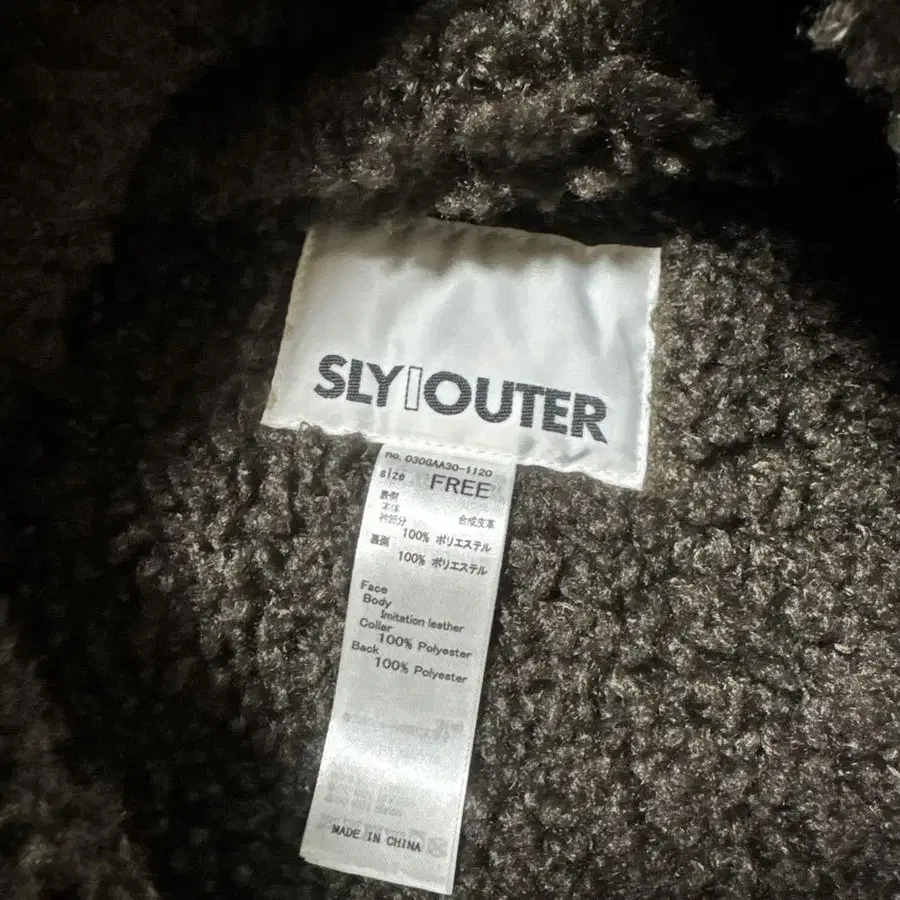 SLY OUTER
no. 030GAA30-1120
size FREE
表側
本体 合成皮革
衿部分
100% ポリエステル
裏側
100% ポリエステル
Face
Body
Imitation leather
Collar
100% Polyester
Back
100% Polyester
MADE IN CHINA